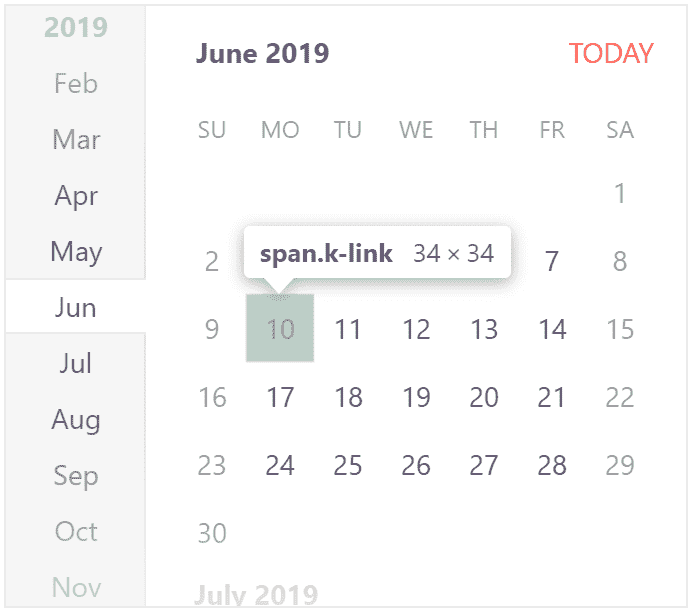 2019
Feb
Mar
Apr
May
Jun
Jul
Aug
Sep
Oct
Nov
June 2019 TODAY
SU MO TU WE TH FR SA
1
2 7 8
span.k-link 34 × 34
9 10 11 12 13 14 15
16 17 18 19 20 21 22
23 24 25 26 27 28 29
30
July 2019